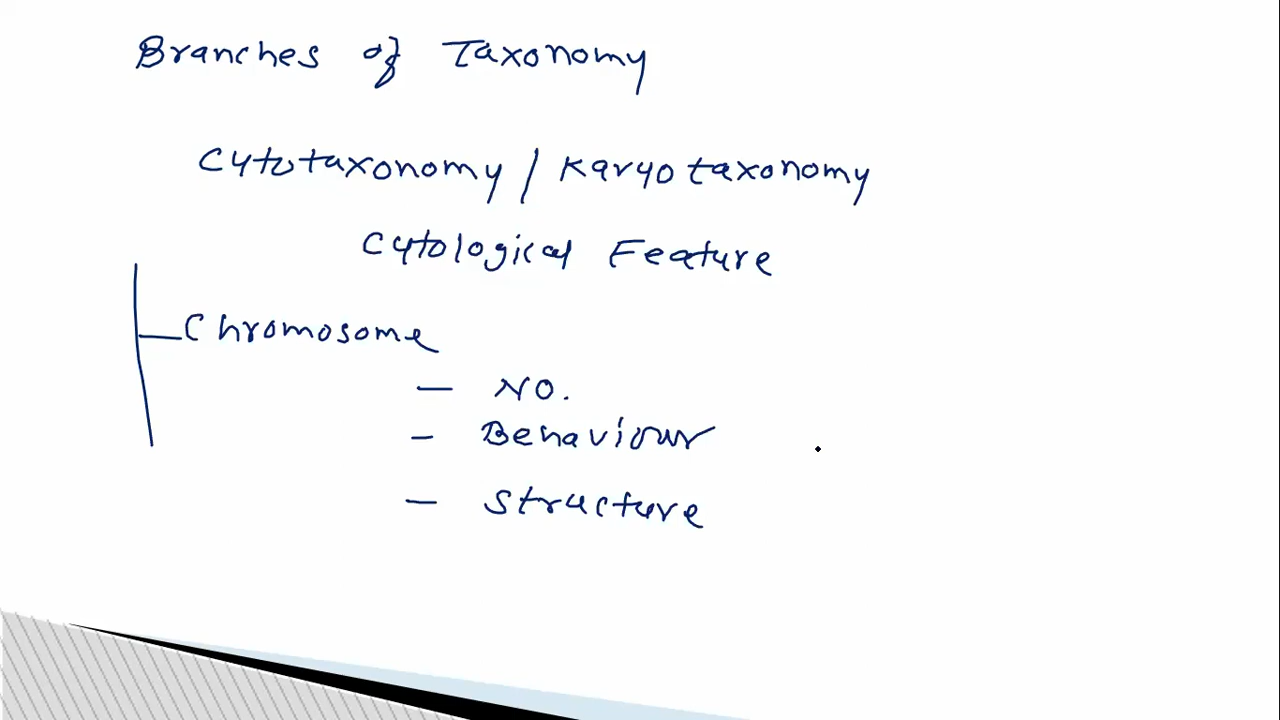 Branches of Taxonomy
Cytotaxonomy / Karyotaxonomy
Cytological Feature
Chromosome
– NO.
– Behaviour
– Structure